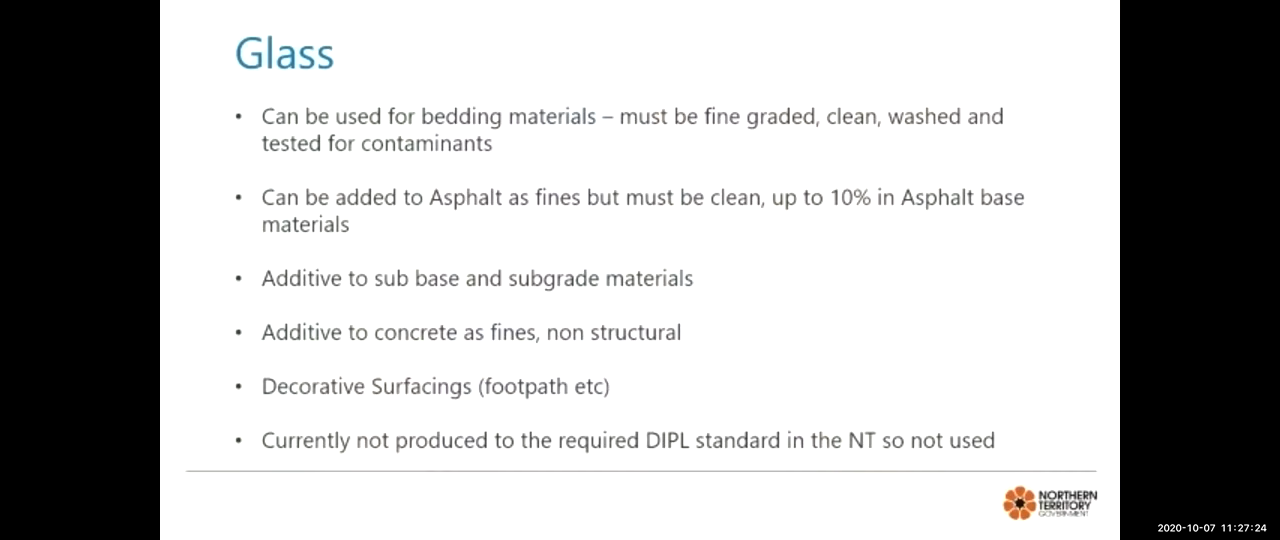 Glass
• Can be used for bedding materials – must be fine graded, clean, washed and
tested for contaminants
• Can be added to Asphalt as fines but must be clean, up to 10% in Asphalt base
materials
• Additive to sub base and subgrade materials
• Additive to concrete as fines, non structural
• Decorative Surfacings (footpath etc)
• Currently not produced to the required DIPL standard in the NT so not used
NORTHERN
TERRITORY
GOVERNMENT
2020-10-07 11:27:24